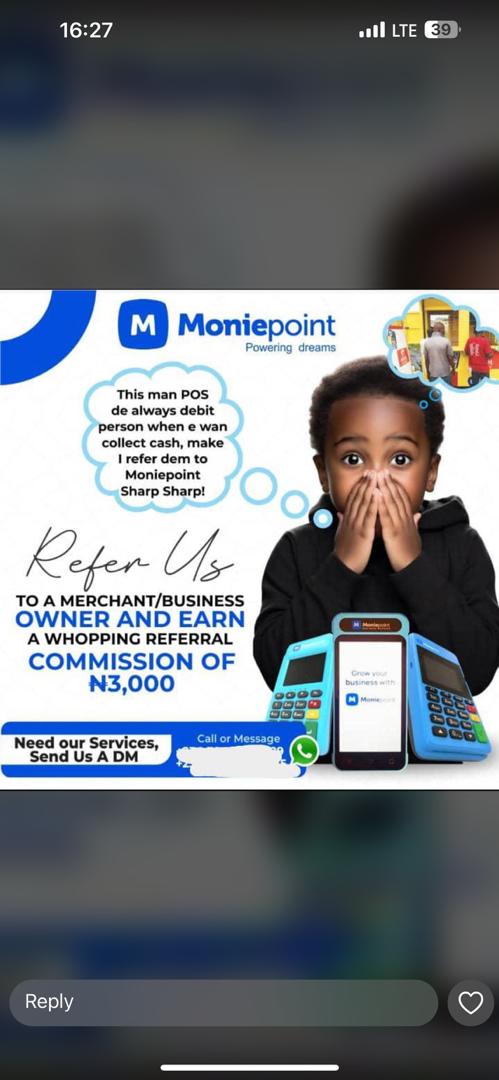 16:27
LTE
39
M Moniepoint
Powering dreams
This man POS
de always debit
person when e wan
collect cash, make
I refer dem to
Moniepoint
Sharp Sharp!
Refer Us
TO A MERCHANT/BUSINESS
OWNER AND EARN
A WHOPPING REFERRAL
COMMISSION OF
₦3,000
M Moniepoint
Grow your
business with
M Moniepoint
Need our Services,
Send Us A DM
Call or Message
Reply